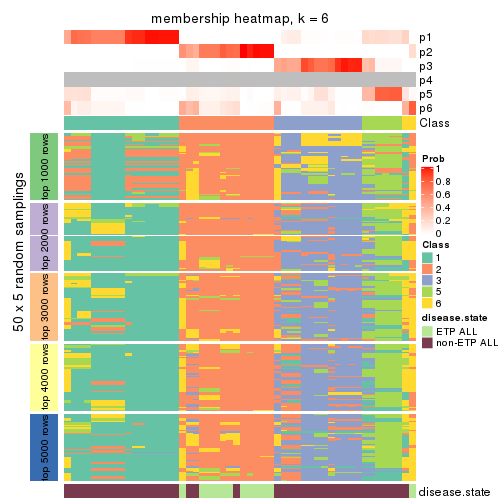 membership heatmap, k = 6
p1
p2
p3
p4
p5
p6
Class
50 x 5 random samplings
top 1000 rows
top 2000 rows
top 3000 rows
top 4000 rows
top 5000 rows
disease.state
Prob
1
0.8
0.6
0.4
0.2
0
Class
1
2
3
5
6
disease.state
ETP ALL
non-ETP ALL